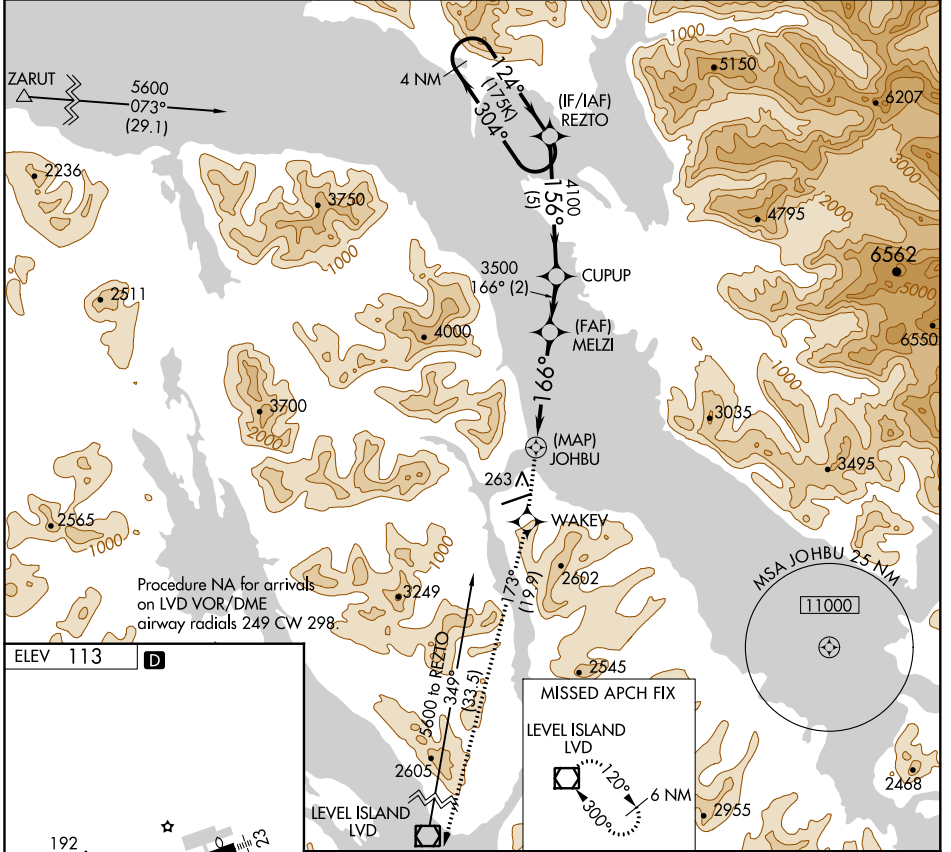 ZARUT
5600
073°
(29.1)
4 NM
124°
(175K)
304°
(IF/IAF)
REZTO
4100
156°
(5)
3500
166° (2)
CUPUP
(FAF)
MELZI
166°
(MAP)
JOHBU
263
WAKEV
173°
(19.9)
1000
5150
6207
3000
2000
4795
6562
5000
6550
1000
3035
3495
2236
3750
1000
2511
4000
3700
2000
2565
1000
1000
3249
2602
2545
2605
2955
2468
Procedure NA for arrivals
on LVD VOR/DME
airway radials 249 CW 298.
5600 to REZTO
349°
(33.5)
LEVEL ISLAND
LVD
MSA JOHBU 25 NM
11000
MISSED APCH FIX
LEVEL ISLAND
LVD
120°
300°
6 NM
ELEV 113 D
192
23